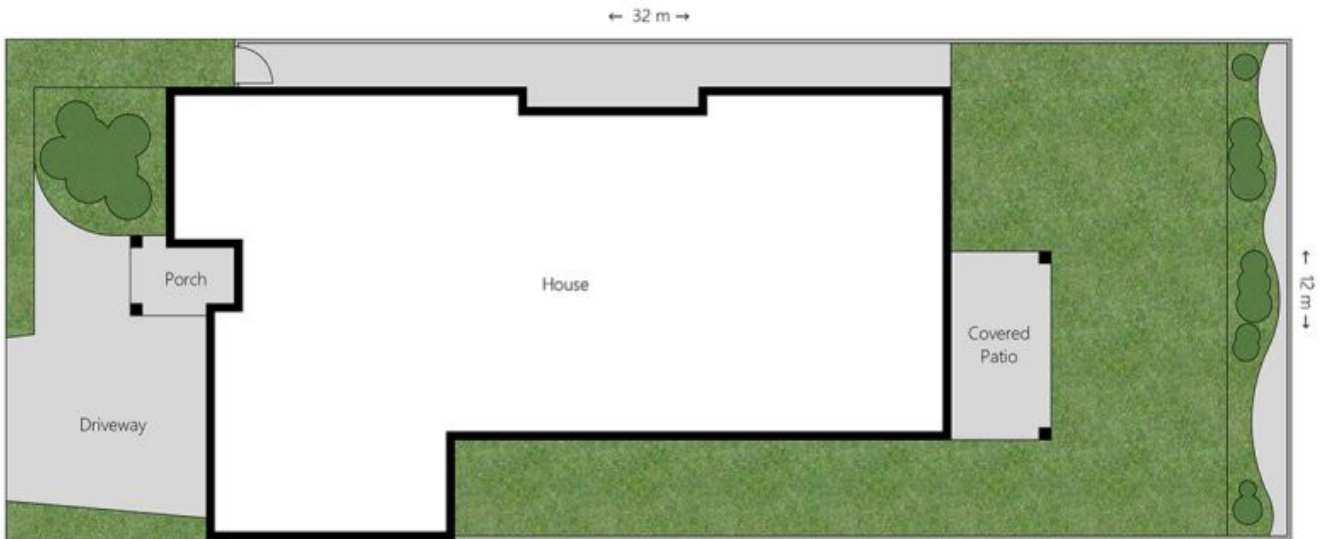 ← 32 m →
Porch
House
← 12 m →
Covered
Patio
Driveway